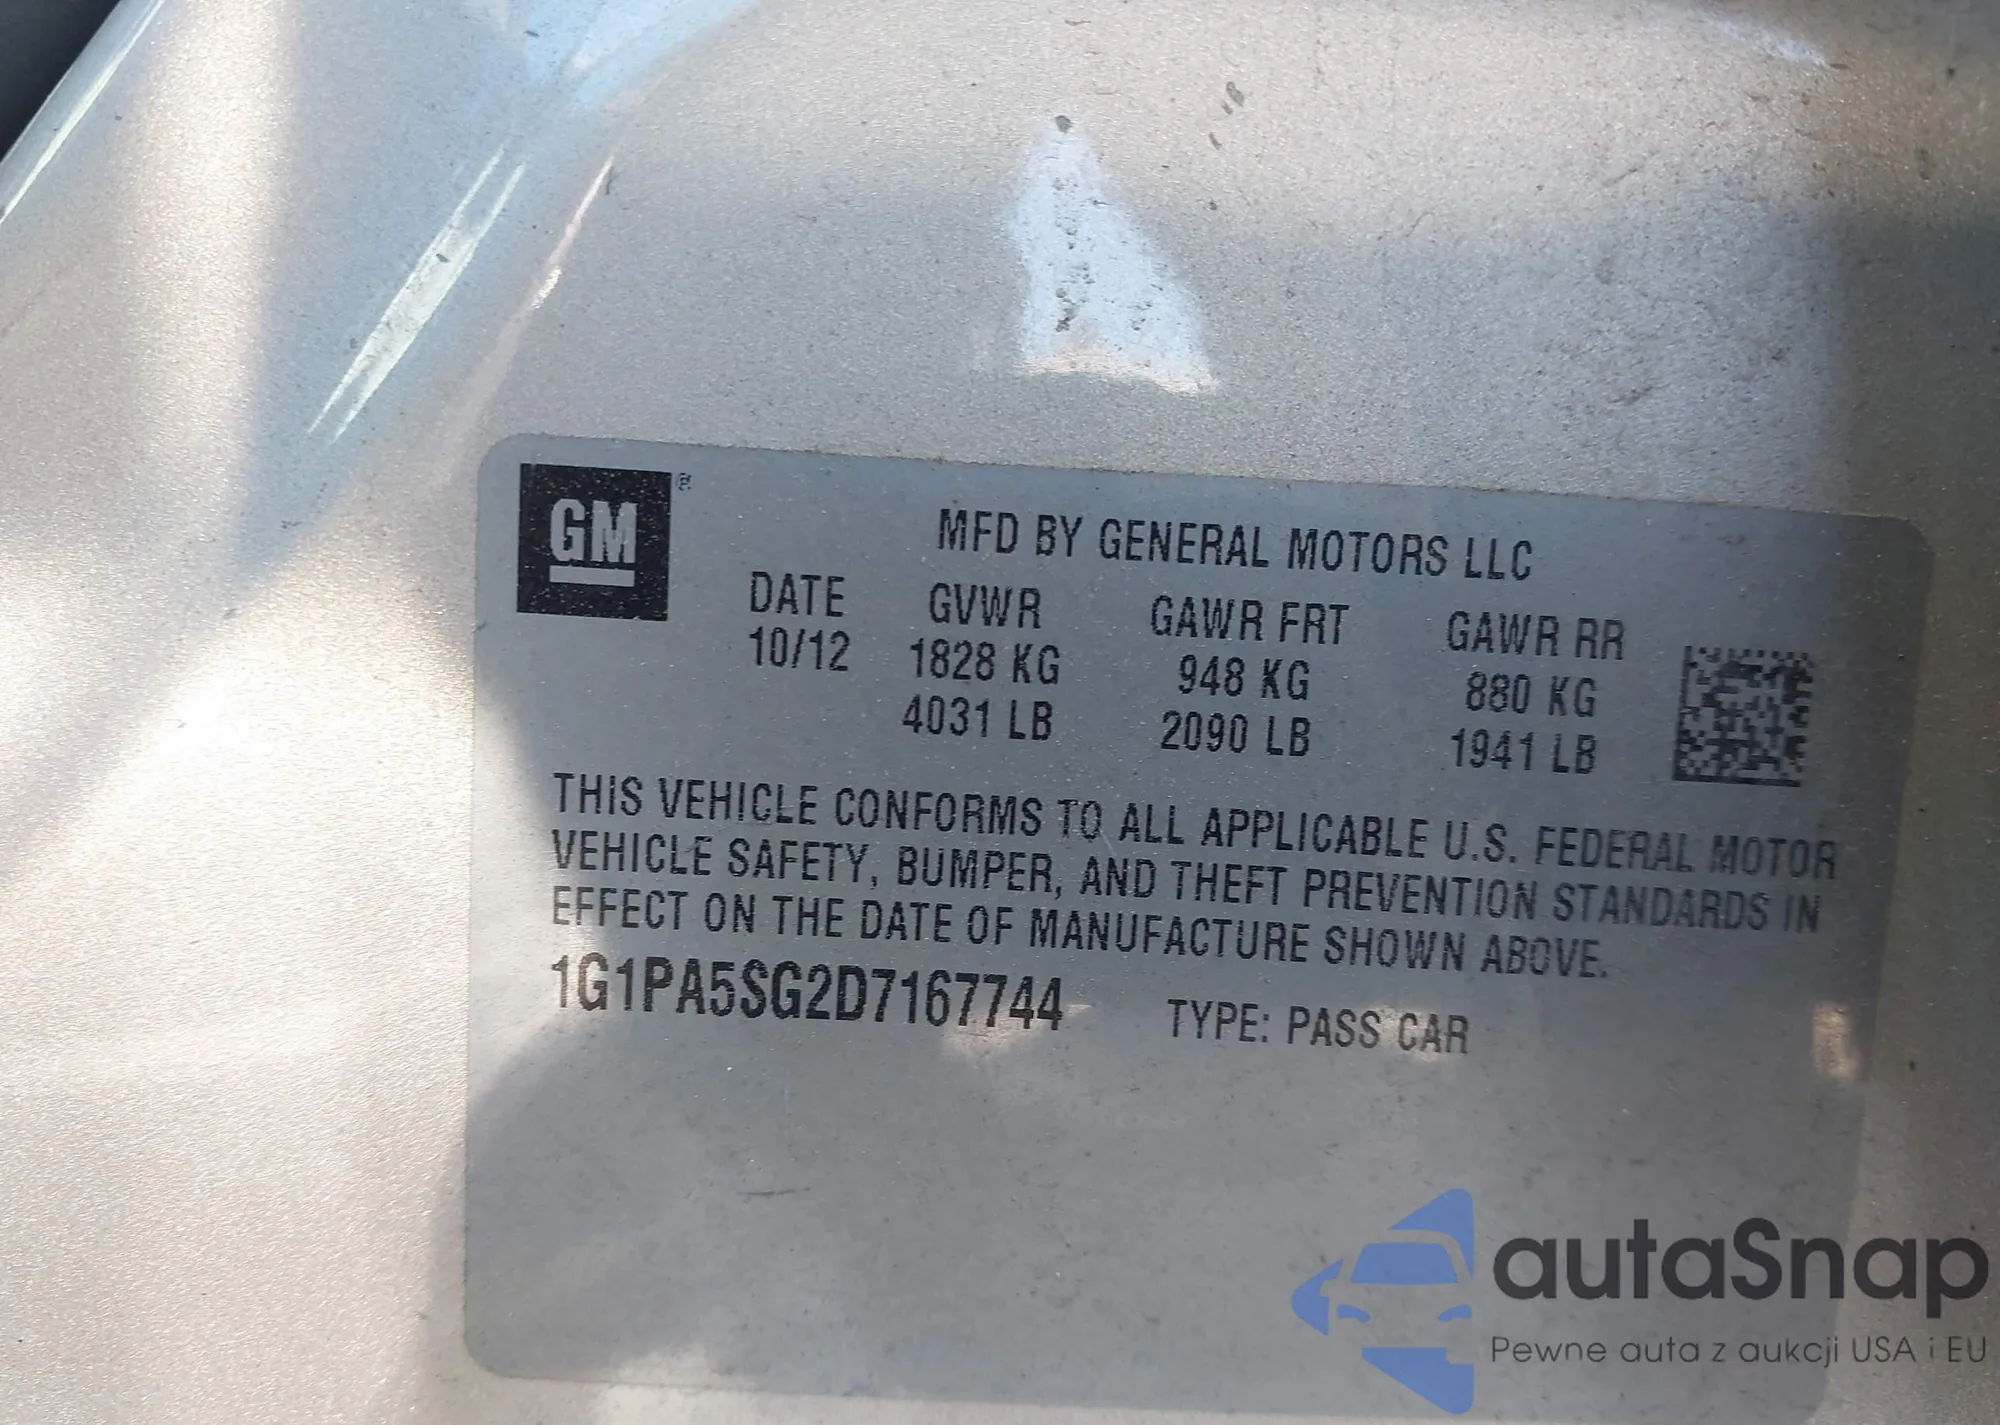 GM ®
MFD BY GENERAL MOTORS LLC
DATE GVWR GAWR FRT GAWR RR
10/12 1828 KG 948 KG 880 KG
4031 LB 2090 LB 1941 LB
THIS VEHICLE CONFORMS TO ALL APPLICABLE U.S. FEDERAL MOTOR
VEHICLE SAFETY, BUMPER, AND THEFT PREVENTION STANDARDS IN
EFFECT ON THE DATE OF MANUFACTURE SHOWN ABOVE.
1G1PA5SG2D7167744 TYPE: PASS CAR
autaSnap
Pewne auta z aukcji USA i EU